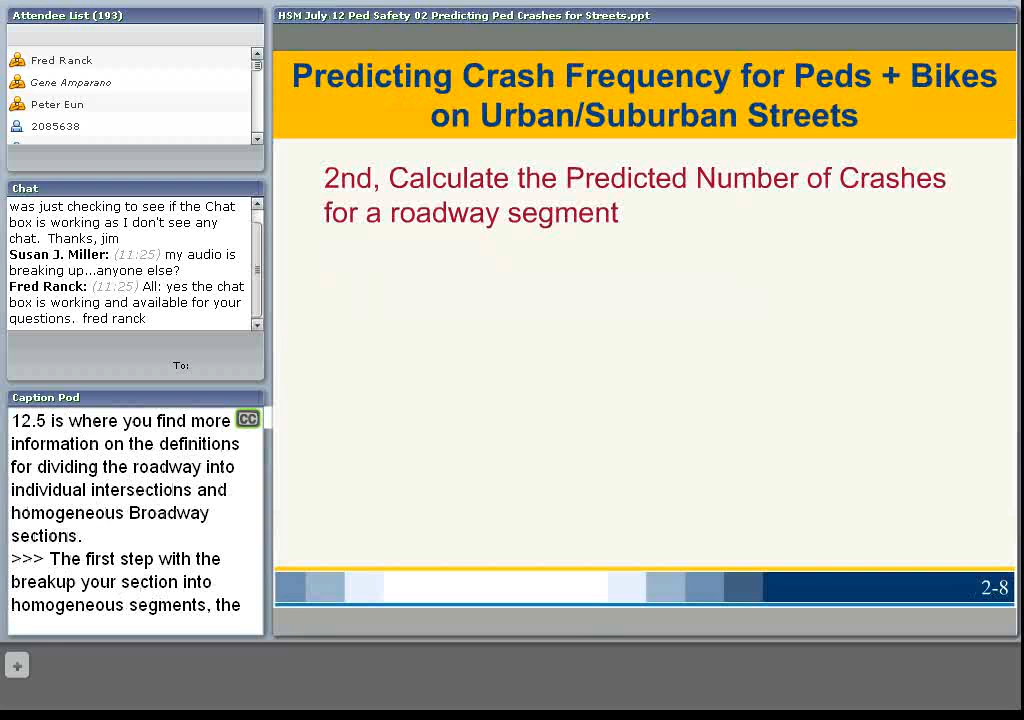 Attendee List (193)
Fred Ranck
Gene Amparano
Peter Eun
2085638
Chat
was just checking to see if the Chat
box is working as I don't see any
chat. Thanks, jim
Susan J. Miller: (11:25) my audio is
breaking up...anyone else?
Fred Ranck: (11:25) All: yes the chat
box is working and available for your
questions. fred ranck
To:
Caption Pod
12.5 is where you find more
CC
information on the definitions
for dividing the roadway into
individual intersections and
homogeneous Broadway
sections.
>>> The first step with the
breakup your section into
homogeneous segments, the
HSM July 12 Ped Safety 02 Predicting Ped Crashes for Streets.ppt
Predicting Crash Frequency for Peds + Bikes
on Urban/Suburban Streets
2nd, Calculate the Predicted Number of Crashes
for a roadway segment
2-8